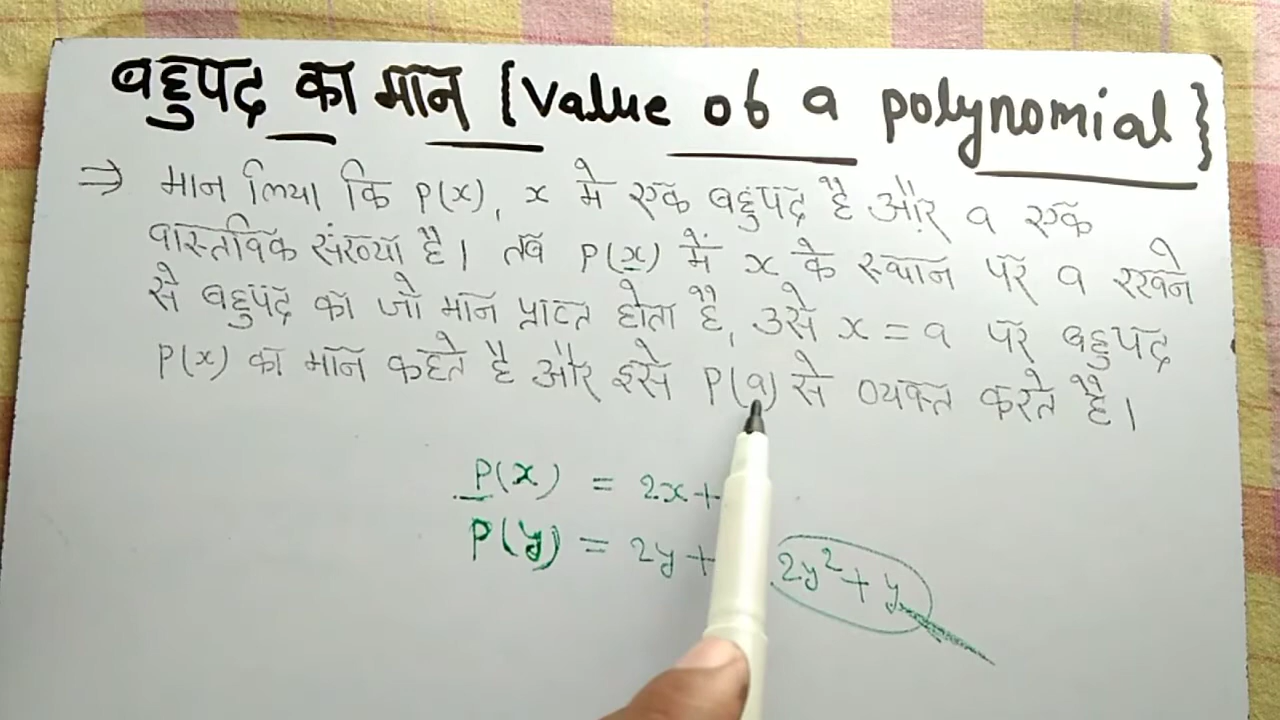 बहुपद का मान {Value of a polynomial}
⇒ मान लिया कि P(x), x मे एक बहुपद है और a एक
वास्तविक संख्या है। तब P(x) में x के स्थान पर a रखने
से बहुपद का जो मान प्राप्त होता है, उसे x = a पर बहुपद
P(x) का मान कहते है और इसे P(a) से व्यक्त करते है।
P(x) = 2x+
P(y) = 2y+ 2y²+y